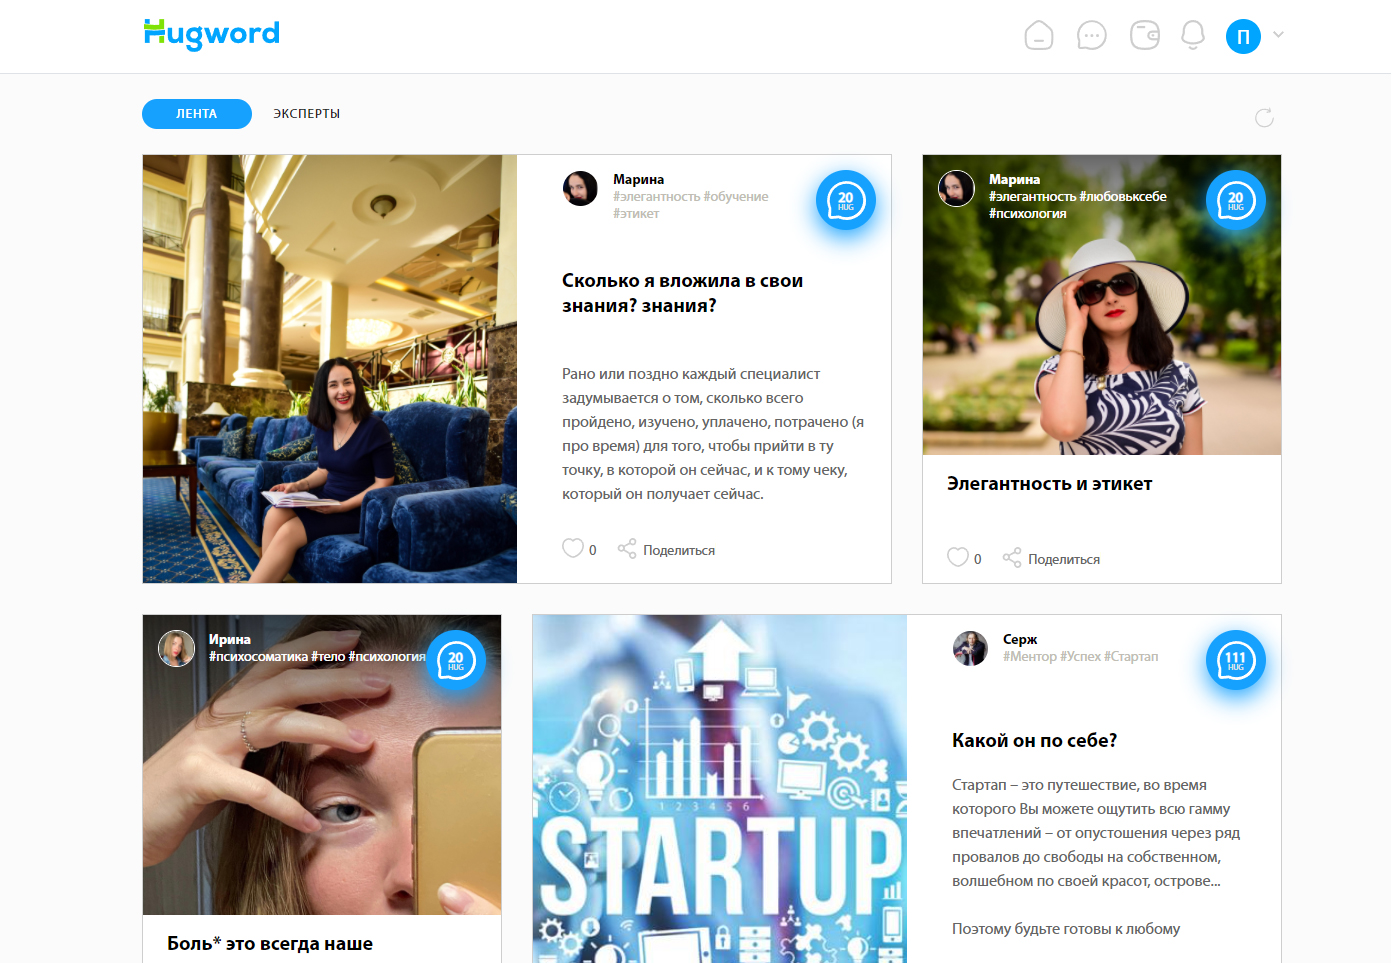 Hugword
П
ЛЕНТА
ЭКСПЕРТЫ
Марина
#элегантность #обучение
#этикет
20
HUG
Сколько я вложила в свои
знания? знания?
Рано или поздно каждый специалист
задумывается о том, сколько всего
пройдено, изучено, уплачено, потрачено (я
про время) для того, чтобы прийти в ту
точку, в которой он сейчас, и к тому чеку,
который он получает сейчас.
0
Поделиться
Марина
#элегантность #любовьксебе
#психология
20
HUG
Элегантность и этикет
0
Поделиться
Ирина
#психосоматика #тело #психология
20
HUG
Боль* это всегда наше
1 2 3 4 5 6
STARTUP
Серж
#Ментор #Успех #Стартап
111
HUG
Какой он по себе?
Стартап – это путешествие, во время
которого Вы можете ощутить всю гамму
впечатлений – от опустошения через ряд
провалов до свободы на собственном,
волшебном по своей красот, острове...
Поэтому будьте готовы к любому